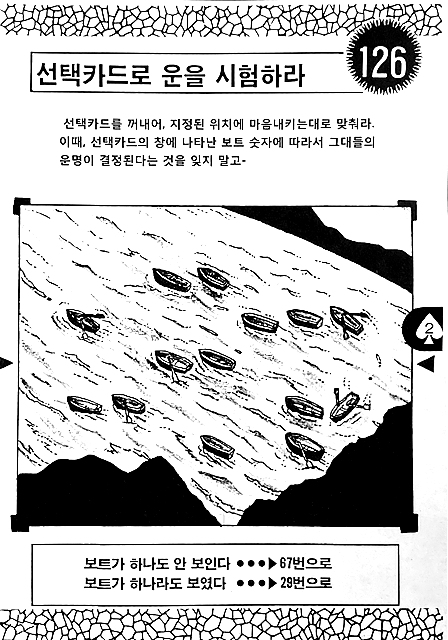 126
선택카드로 운을 시험하라
선택카드를 꺼내어, 지정된 위치에 마음내키는대로 맞춰라.
이때, 선택카드의 창에 나타난 보트 숫자에 따라서 그대들의
운명이 결정된다는 것을 잊지 말고-
2
보트가 하나도 안 보인다 ●●●▶67번으로
보트가 하나라도 보였다 ●●●▶29번으로